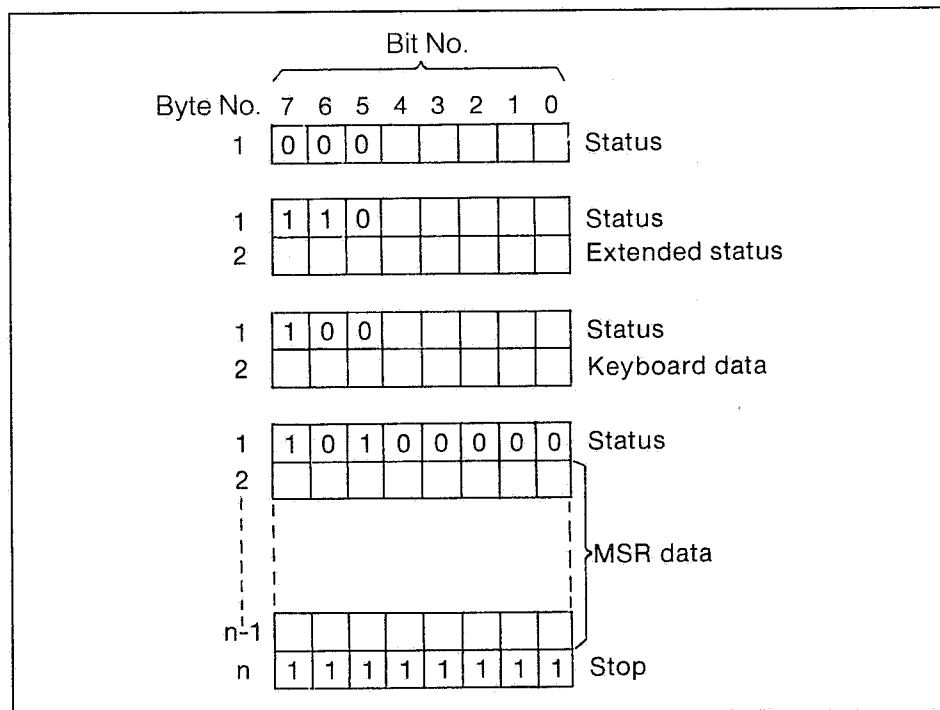 Bit No.
Byte No. 7 6 5 4 3 2 1 0
1 0 0 0 Status
1 1 1 0 Status
2 Extended status
1 1 0 0 Status
2 Keyboard data
1 1 0 1 0 0 0 0 0 Status
2
MSR data
n-1
n 1 1 1 1 1 1 1 1 Stop